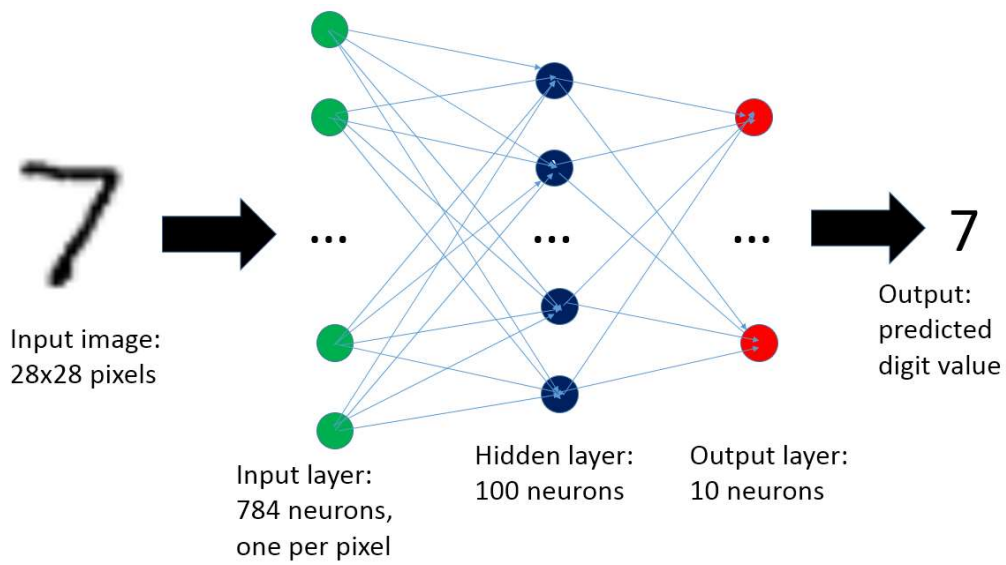 7
...
...
...
7
Input image:
28x28 pixels
Input layer:
784 neurons,
one per pixel
Hidden layer:
100 neurons
Output layer:
10 neurons
Output:
predicted
digit value